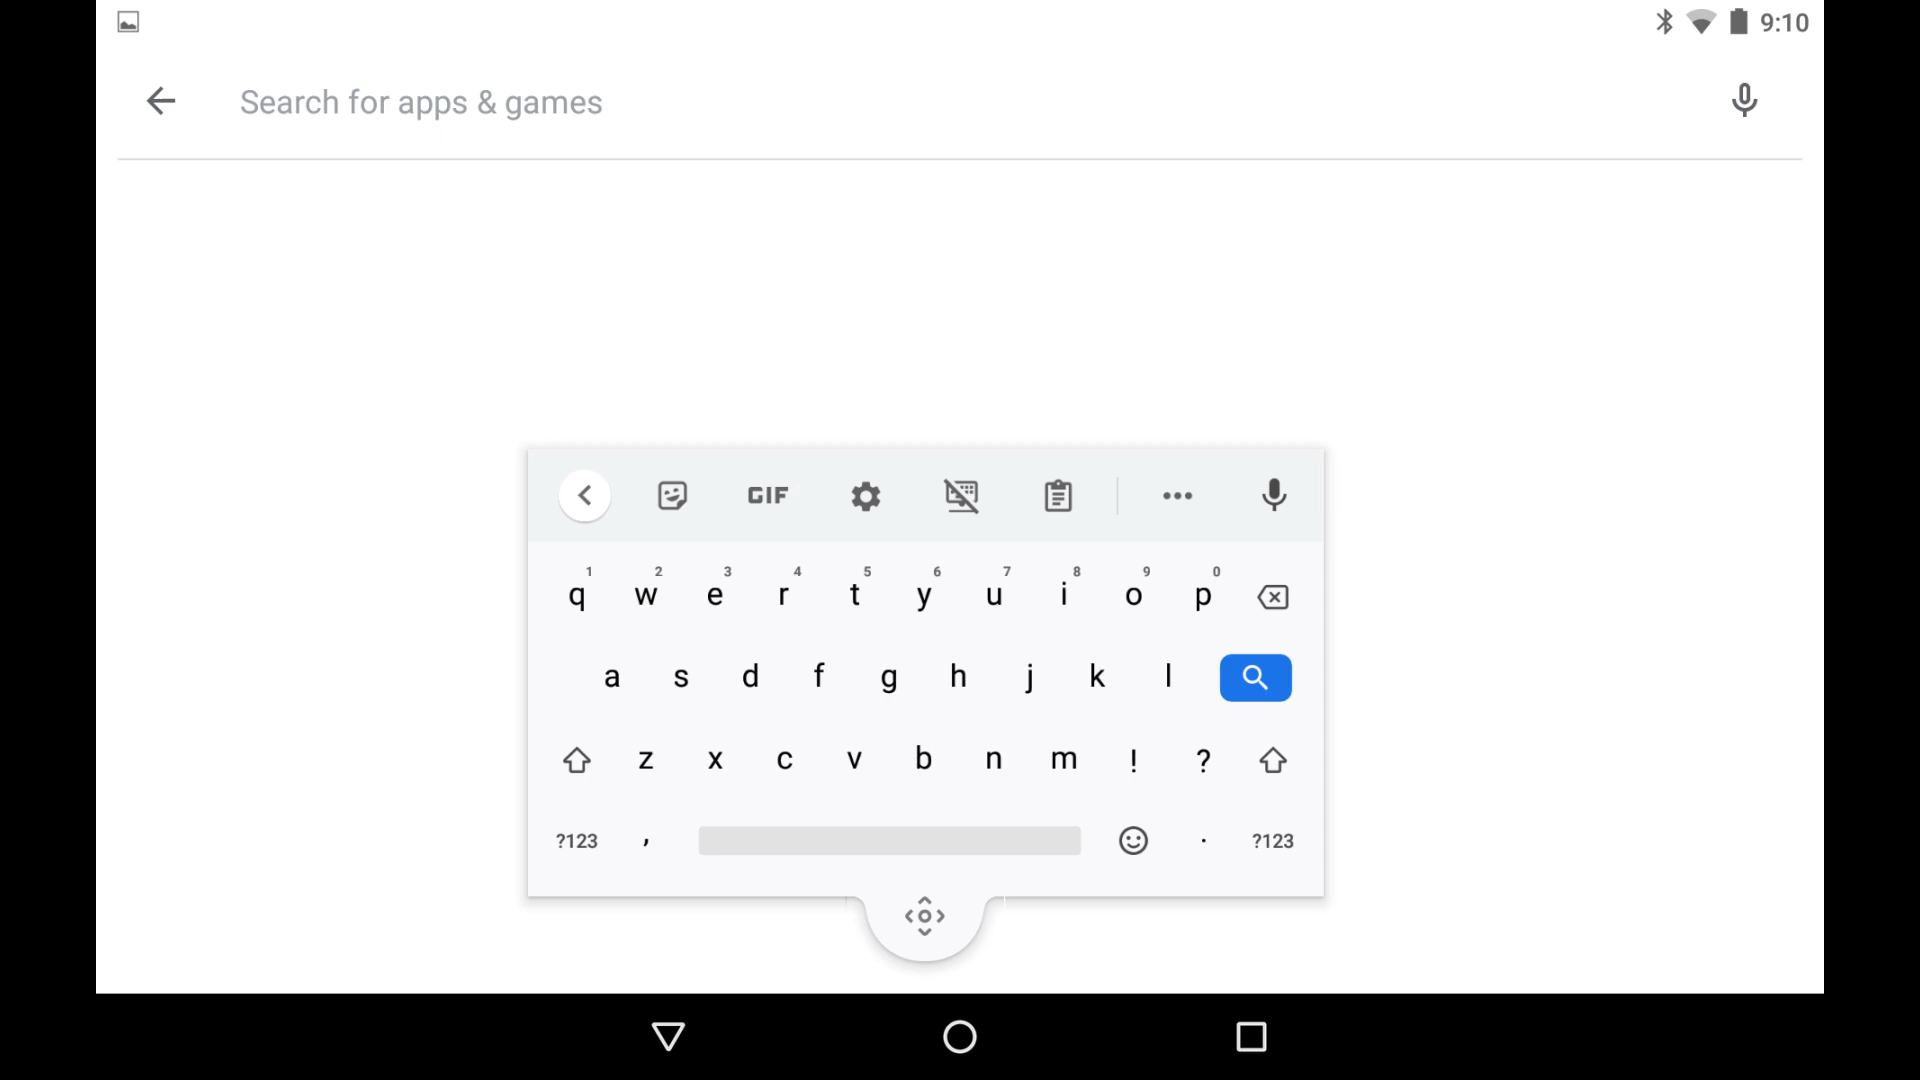 9:10
Search for apps & games
GIF
1 2 3 4 5 6 7 8 9 0
q w e r t y u i o p
a s d f g h j k l
z x c v b n m ! ?
?123 , . ?123